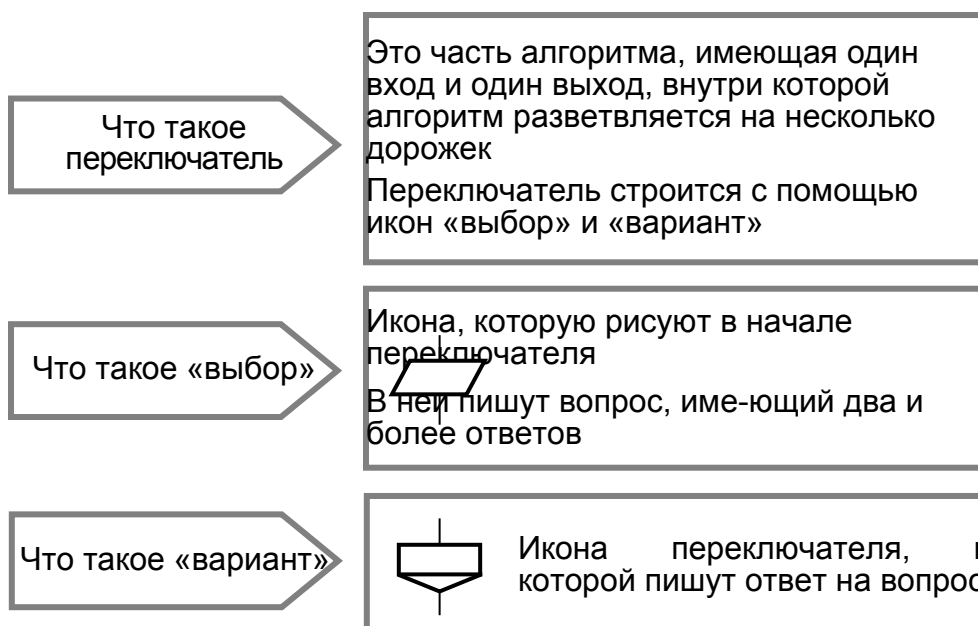 Что такое
переключатель
Это часть алгоритма, имеющая один
вход и один выход, внутри которой
алгоритм разветвляется на несколько
дорожек
Переключатель строится с помощью
икон «выбор» и «вариант»
Что такое «выбор»
Икона, которую рисуют в начале
переключателя
В ней пишут вопрос, име-ющий два и
более ответов
Что такое «вариант»
Икона переключателя,
которой пишут ответ на вопрос